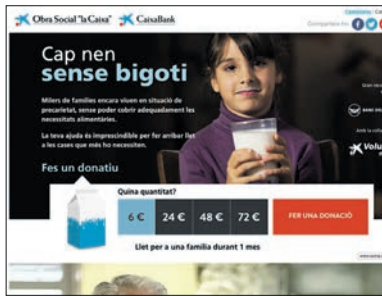 Obra Social "la Caixa" CaixaBank
Cap nen
sense bigoti
Milers de famílies encara viuen en situació de
precarietat, sense poder cobrir adequadament les
necessitats alimentàries.
La teva ajuda és imprescindible per fer arribar llet
a les cases que més ho necessiten.
Fes un donatiu
Quina quantitat?
6 € 24 € 48 € 72 € FER UNA DONACIÓ
Llet per a una família durant 1 mes